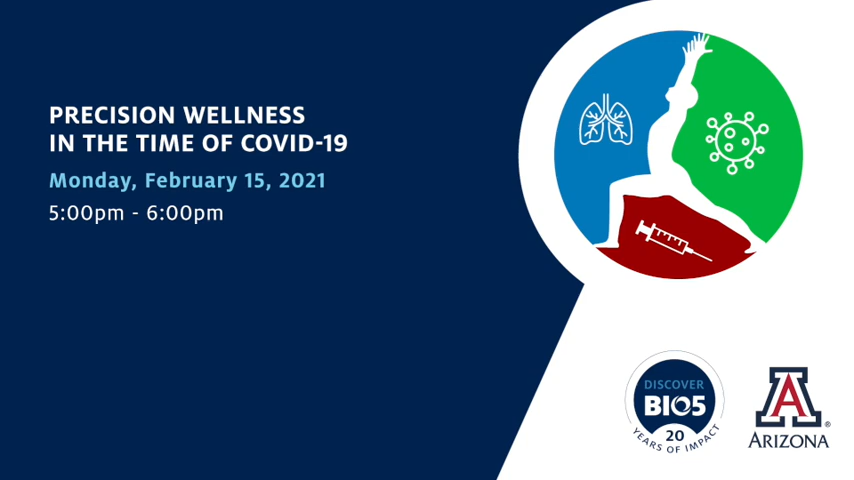 PRECISION WELLNESS
IN THE TIME OF COVID-19
Monday, February 15, 2021
5:00pm - 6:00pm
DISCOVER
BIO5
20
YEARS OF IMPACT
A
®
ARIZONA